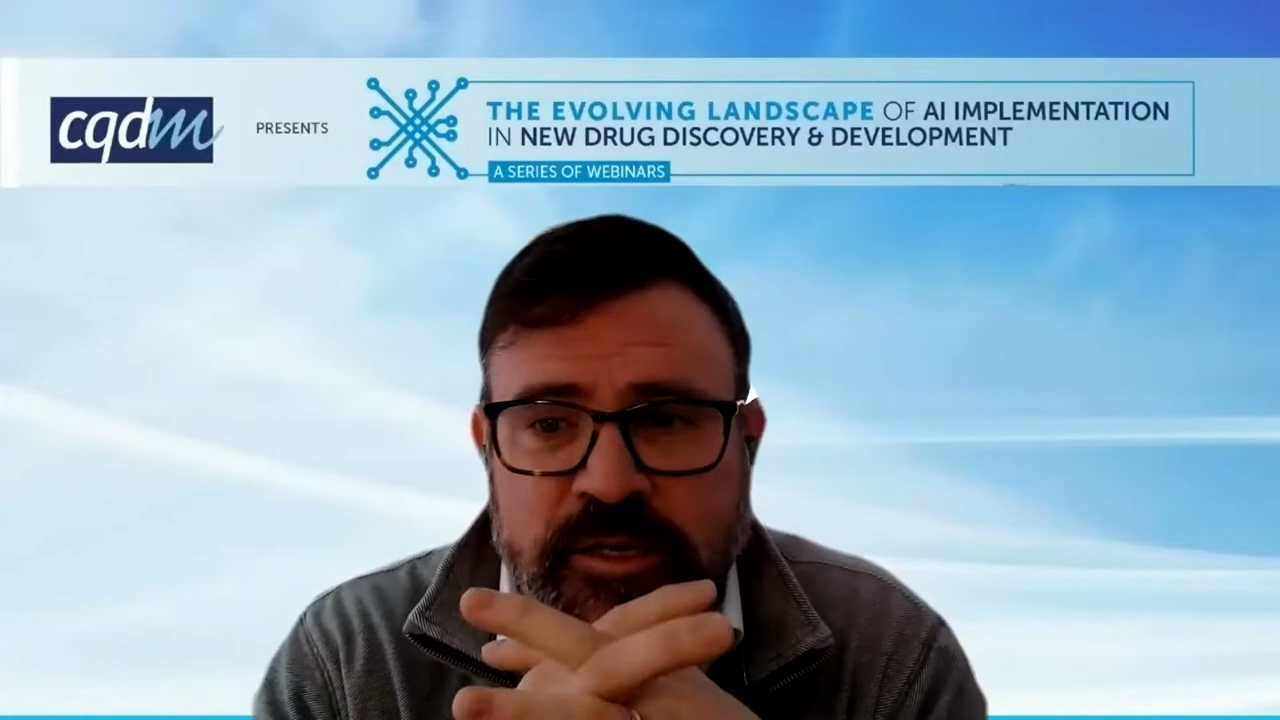 cqdm
PRESENTS
THE EVOLVING LANDSCAPE OF AI IMPLEMENTATION
IN NEW DRUG DISCOVERY & DEVELOPMENT
A SERIES OF WEBINARS